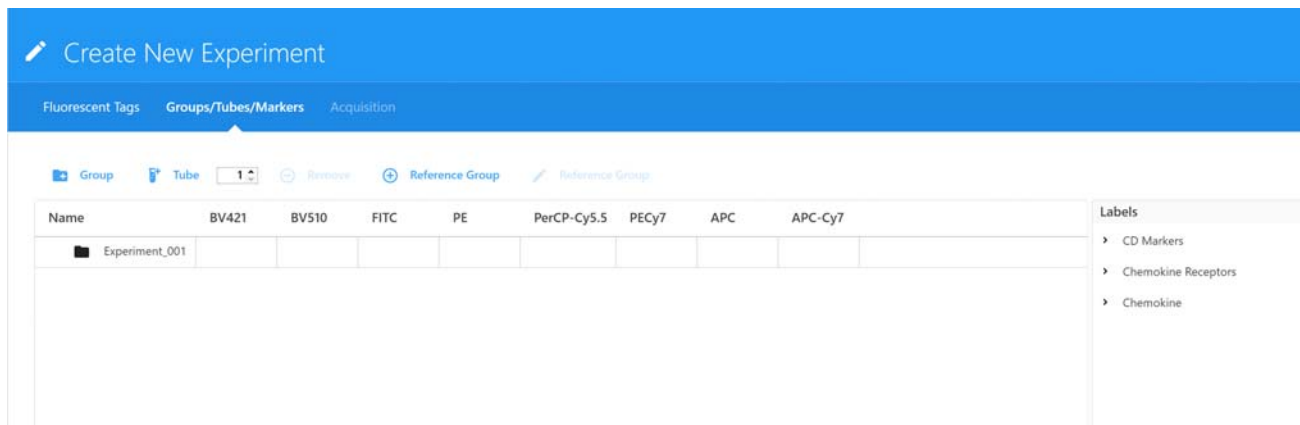 Create New Experiment
Fluorescent Tags Groups/Tubes/Markers Acquisition
Group Tube 1 Remove Reference Group Reference Group
Name BV421 BV510 FITC PE PerCP-Cy5.5 PECy7 APC APC-Cy7 Labels
Experiment_001 CD Markers
Chemokine Receptors
Chemokine